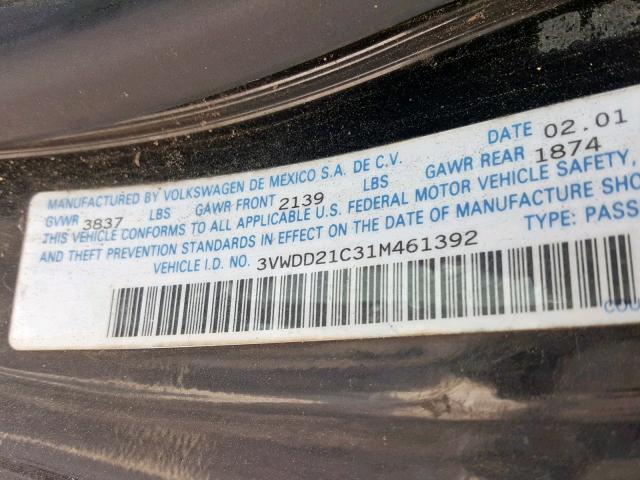 MANUFACTURED BY VOLKSWAGEN DE MEXICO S.A. DE C.V. DATE 02.01
GVWR 3837 LBS GAWR FRONT 2139 LBS GAWR REAR 1874
THIS VEHICLE CONFORMS TO ALL APPLICABLE U.S. FEDERAL MOTOR VEHICLE SAFETY
AND THEFT PREVENTION STANDARDS IN EFFECT ON THE DATE OF MANUFACTURE SHO
VEHICLE I.D. NO. 3VWDD21C31M461392 TYPE: PASS
COU